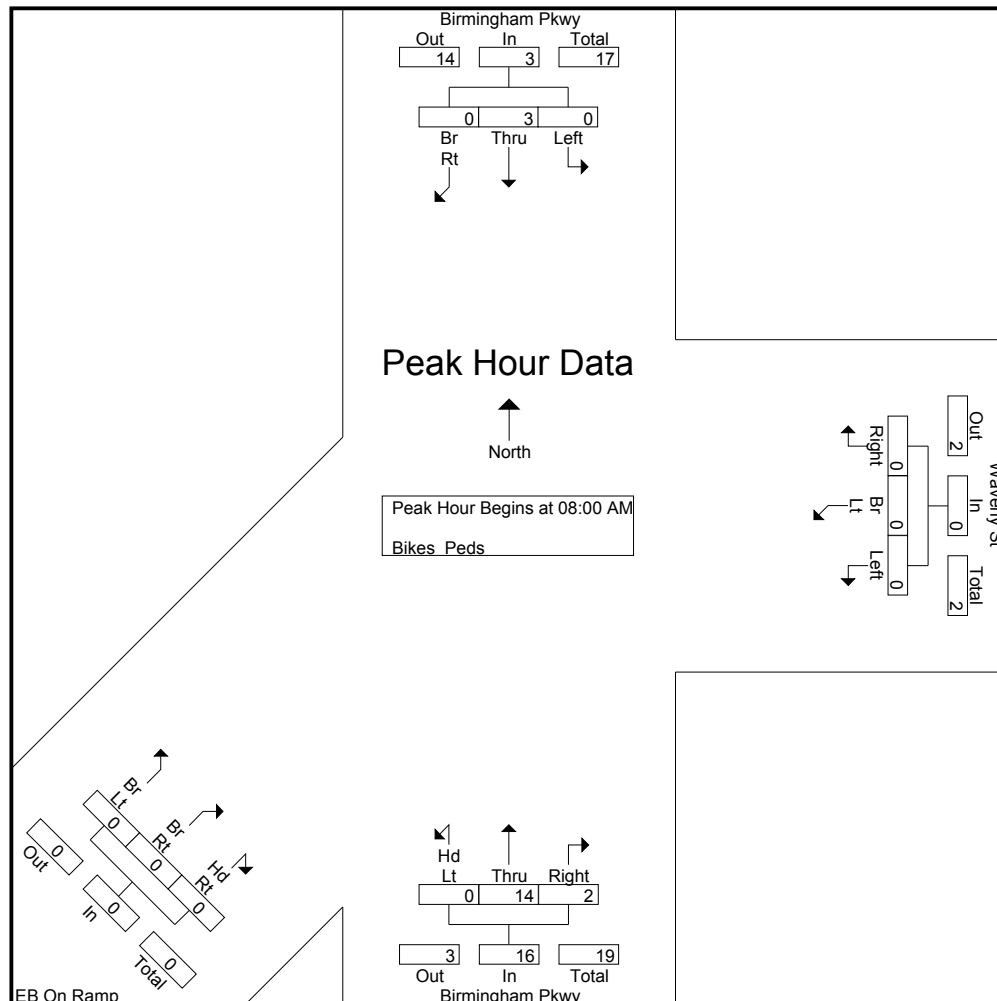 Birmingham Pkwy
Out In Total
14 3 17
0 3 0
Br Thru Left
Rt
Peak Hour Data
North
Peak Hour Begins at 08:00 AM
Bikes Peds
Right Br Lt Left
0 0 0
Out In Total
2 0 2
Waverly St
Br Lt
Br Rt
Hd Rt
0 0 0
0 0 0
Out In Total
EB On Ramp
Hd
Lt Thru Right
0 14 2
3 16 19
Out In Total
Birmingham Pkwy